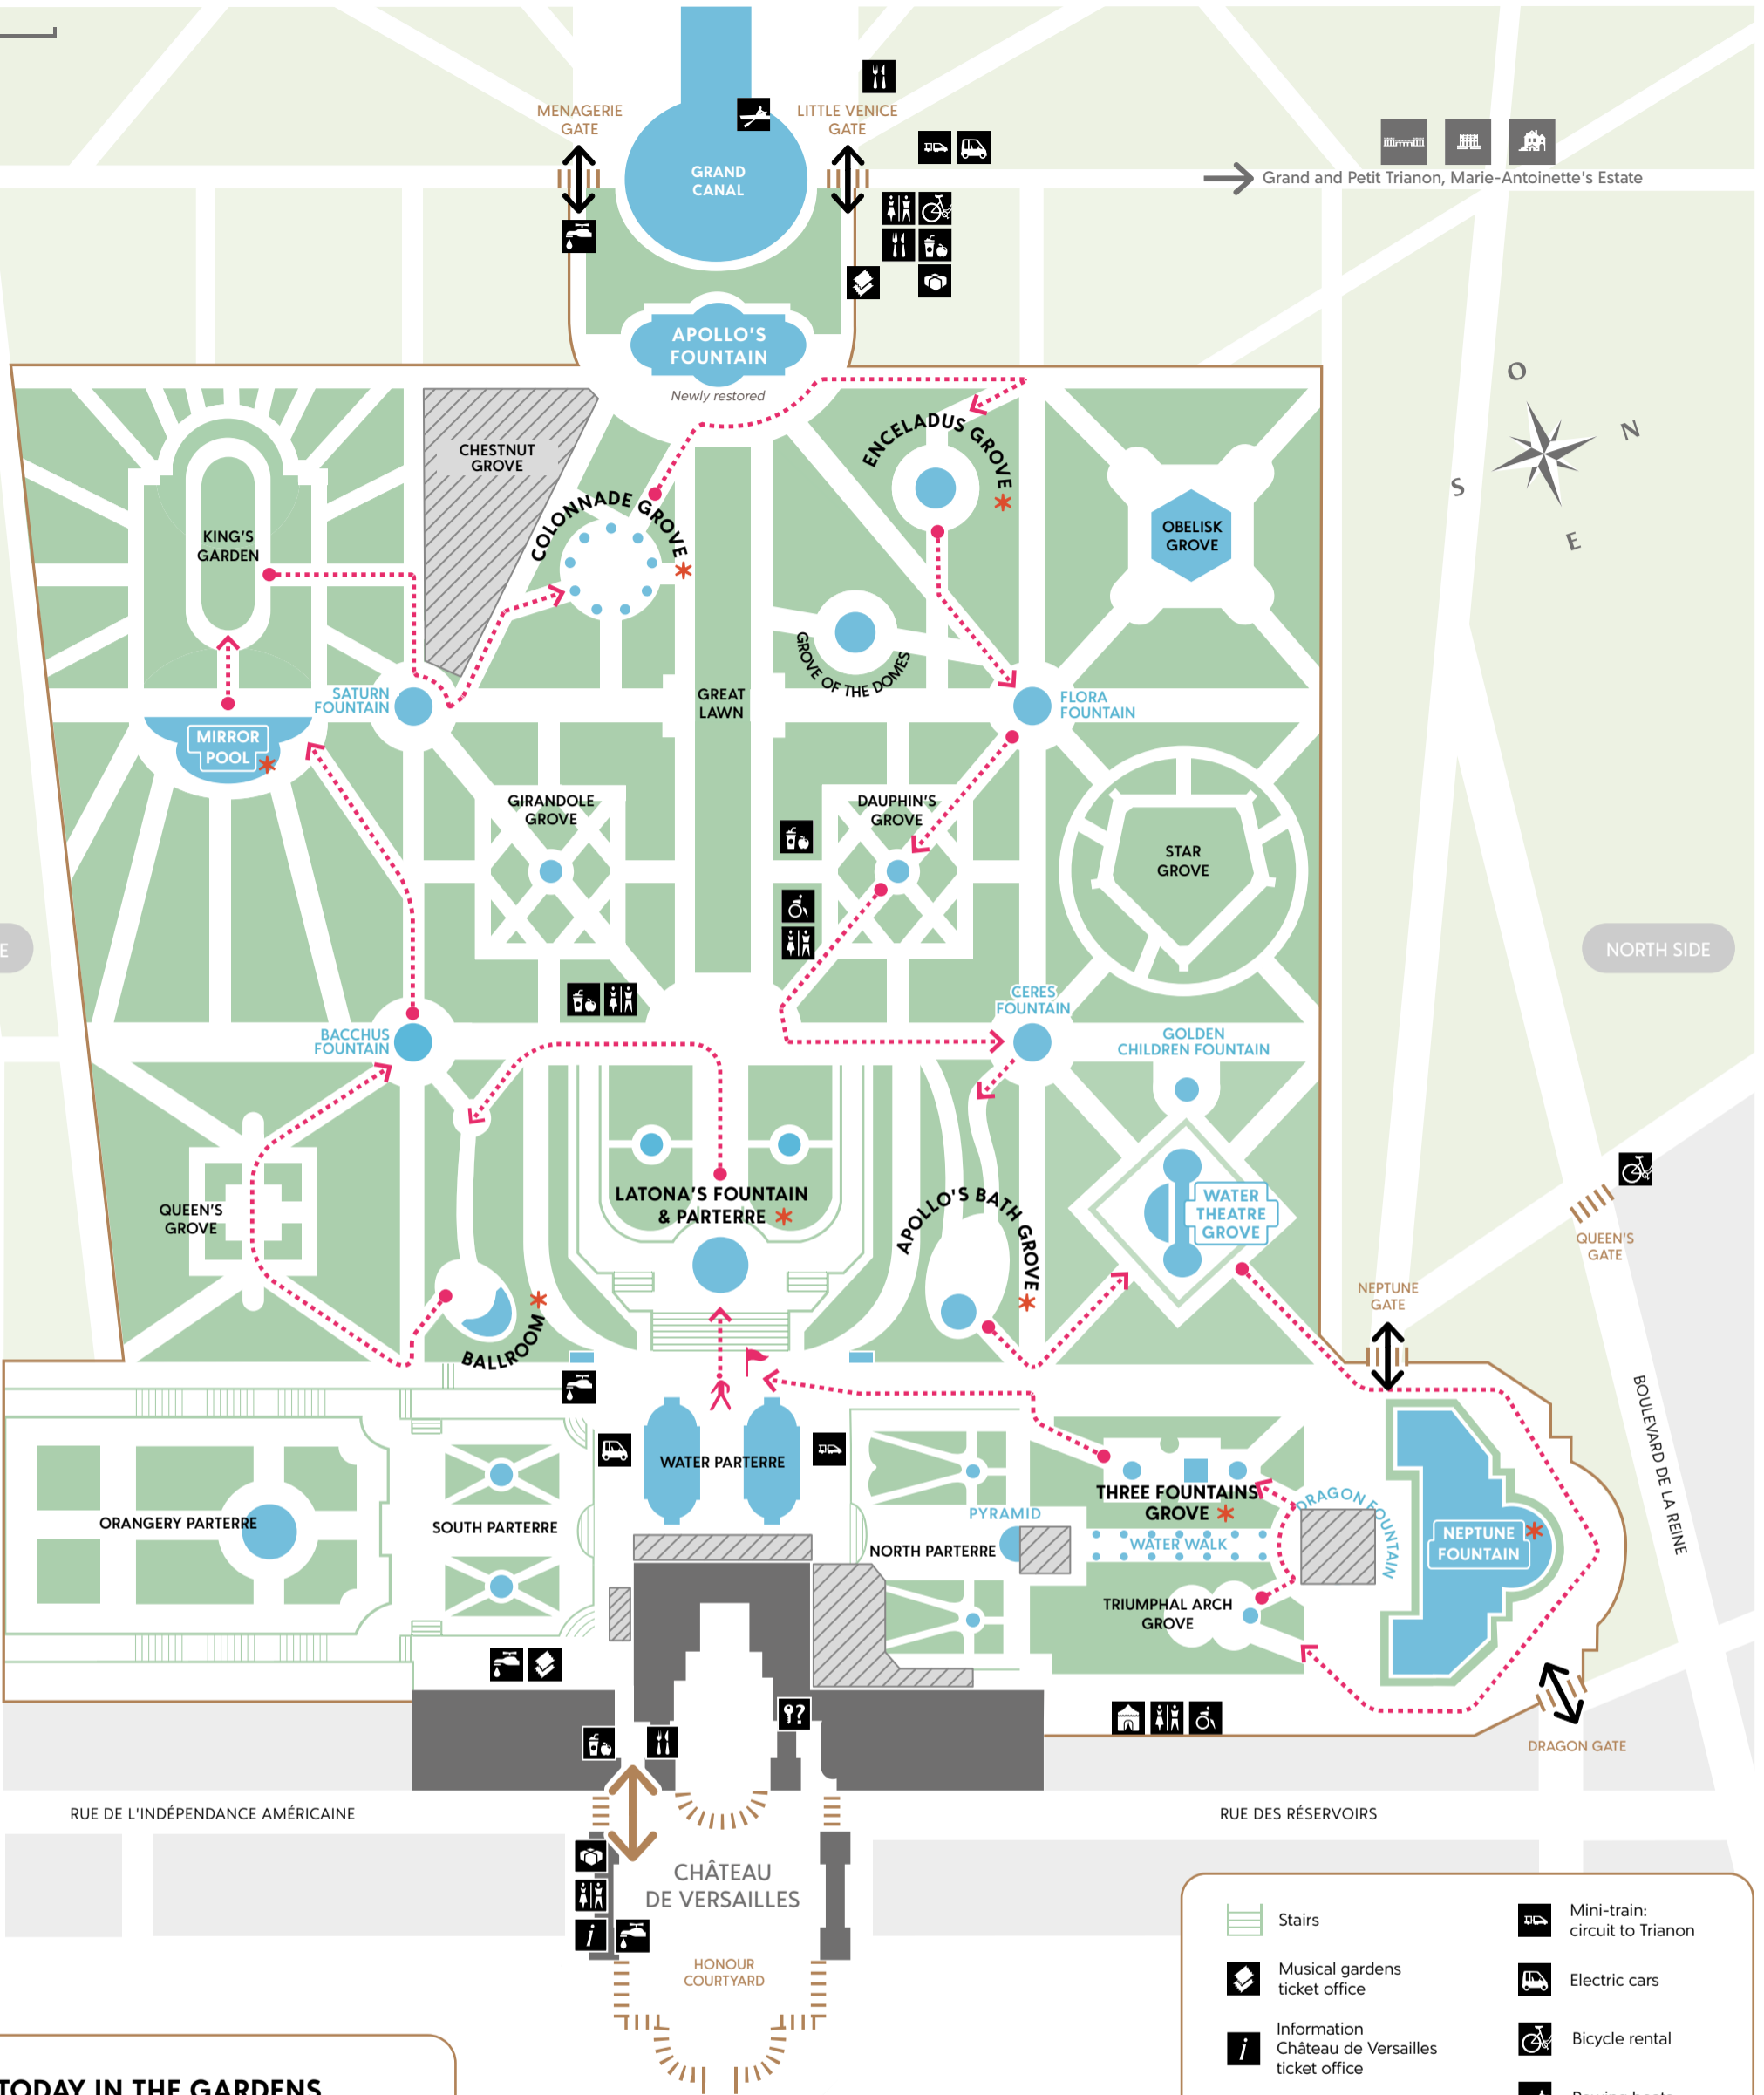 MENAGERIE
GATE
LITTLE VENICE
GATE
GRAND
CANAL
Grand and Petit Trianon, Marie-Antoinette's Estate
APOLLO'S
FOUNTAIN
Newly restored
O
N
S
E
CHESTNUT
GROVE
ENCELADUS GROVE
COLONNADE GROVE
KING'S
GARDEN
OBELISK
GROVE
GROVE OF THE DOMES
SATURN
FOUNTAIN
GREAT
LAWN
FLORA
FOUNTAIN
MIRROR
POOL
GIRANDOLE
GROVE
DAUPHIN'S
GROVE
STAR
GROVE
E
NORTH SIDE
CERES
FOUNTAIN
BACCHUS
FOUNTAIN
GOLDEN
CHILDREN FOUNTAIN
QUEEN'S
GROVE
LATONA'S FOUNTAIN
& PARTERRE
APOLLO'S BATH GROVE
WATER
THEATRE
GROVE
QUEEN'S
GATE
NEPTUNE
GATE
BALLROOM
BOULEVARD DE LA REINE
WATER PARTERRE
ORANGERY PARTERRE
SOUTH PARTERRE
NORTH PARTERRE
PYRAMID
THREE FOUNTAINS
GROVE
WATER WALK
DRAGON FOUNTAIN
NEPTUNE
FOUNTAIN
TRIUMPHAL ARCH
GROVE
?
DRAGON GATE
RUE DE L'INDÉPENDANCE AMÉRICAINE
RUE DES RÉSERVOIRS
CHÂTEAU
DE VERSAILLES
i
HONOUR
COURTYARD
Stairs
Musical gardens
ticket office
i
Information
Château de Versailles
ticket office
Mini-train:
circuit to Trianon
Electric cars
Bicycle rental
TODAY IN THE GARDENS